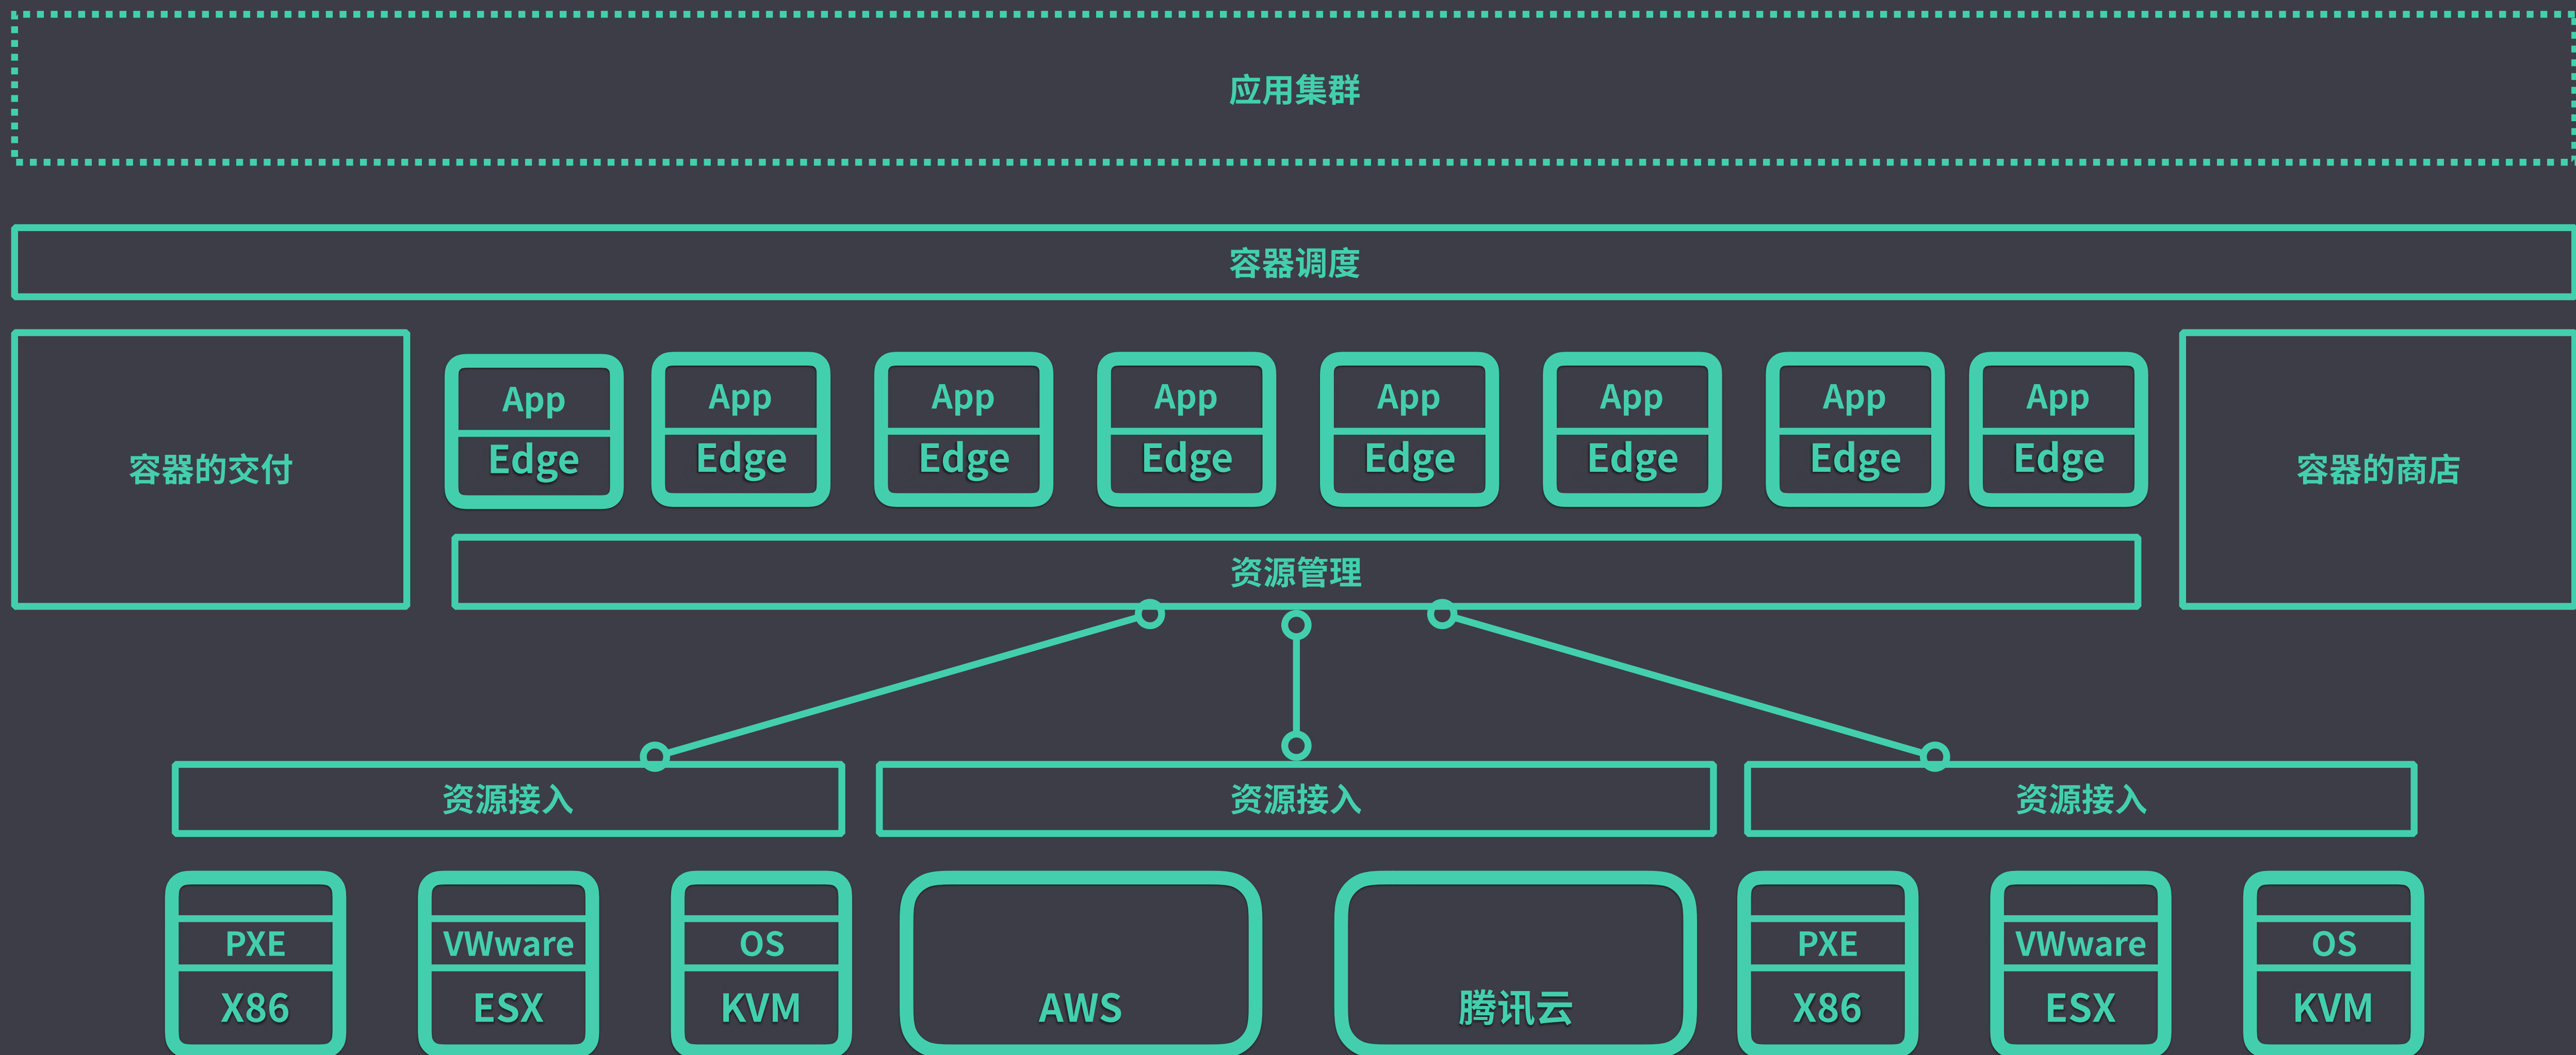 应用集群
容器调度
容器的交付
App
Edge
App
Edge
App
Edge
App
Edge
App
Edge
App
Edge
App
Edge
App
Edge
容器的商店
资源管理
资源接入
资源接入
资源接入
PXE
X86
VWware
ESX
OS
KVM
AWS
腾讯云
PXE
X86
VWware
ESX
OS
KVM